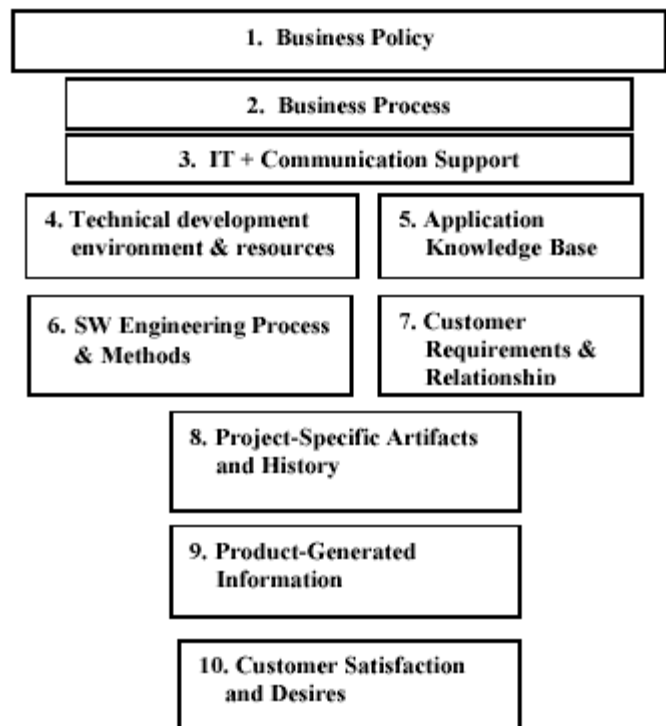 1. Business Policy
2. Business Process
3. IT + Communication Support
4. Technical development
environment & resources
5. Application
Knowledge Base
6. SW Engineering Process
& Methods
7. Customer
Requirements &
Relationship
8. Project-Specific Artifacts
and History
9. Product-Generated
Information
10. Customer Satisfaction
and Desires